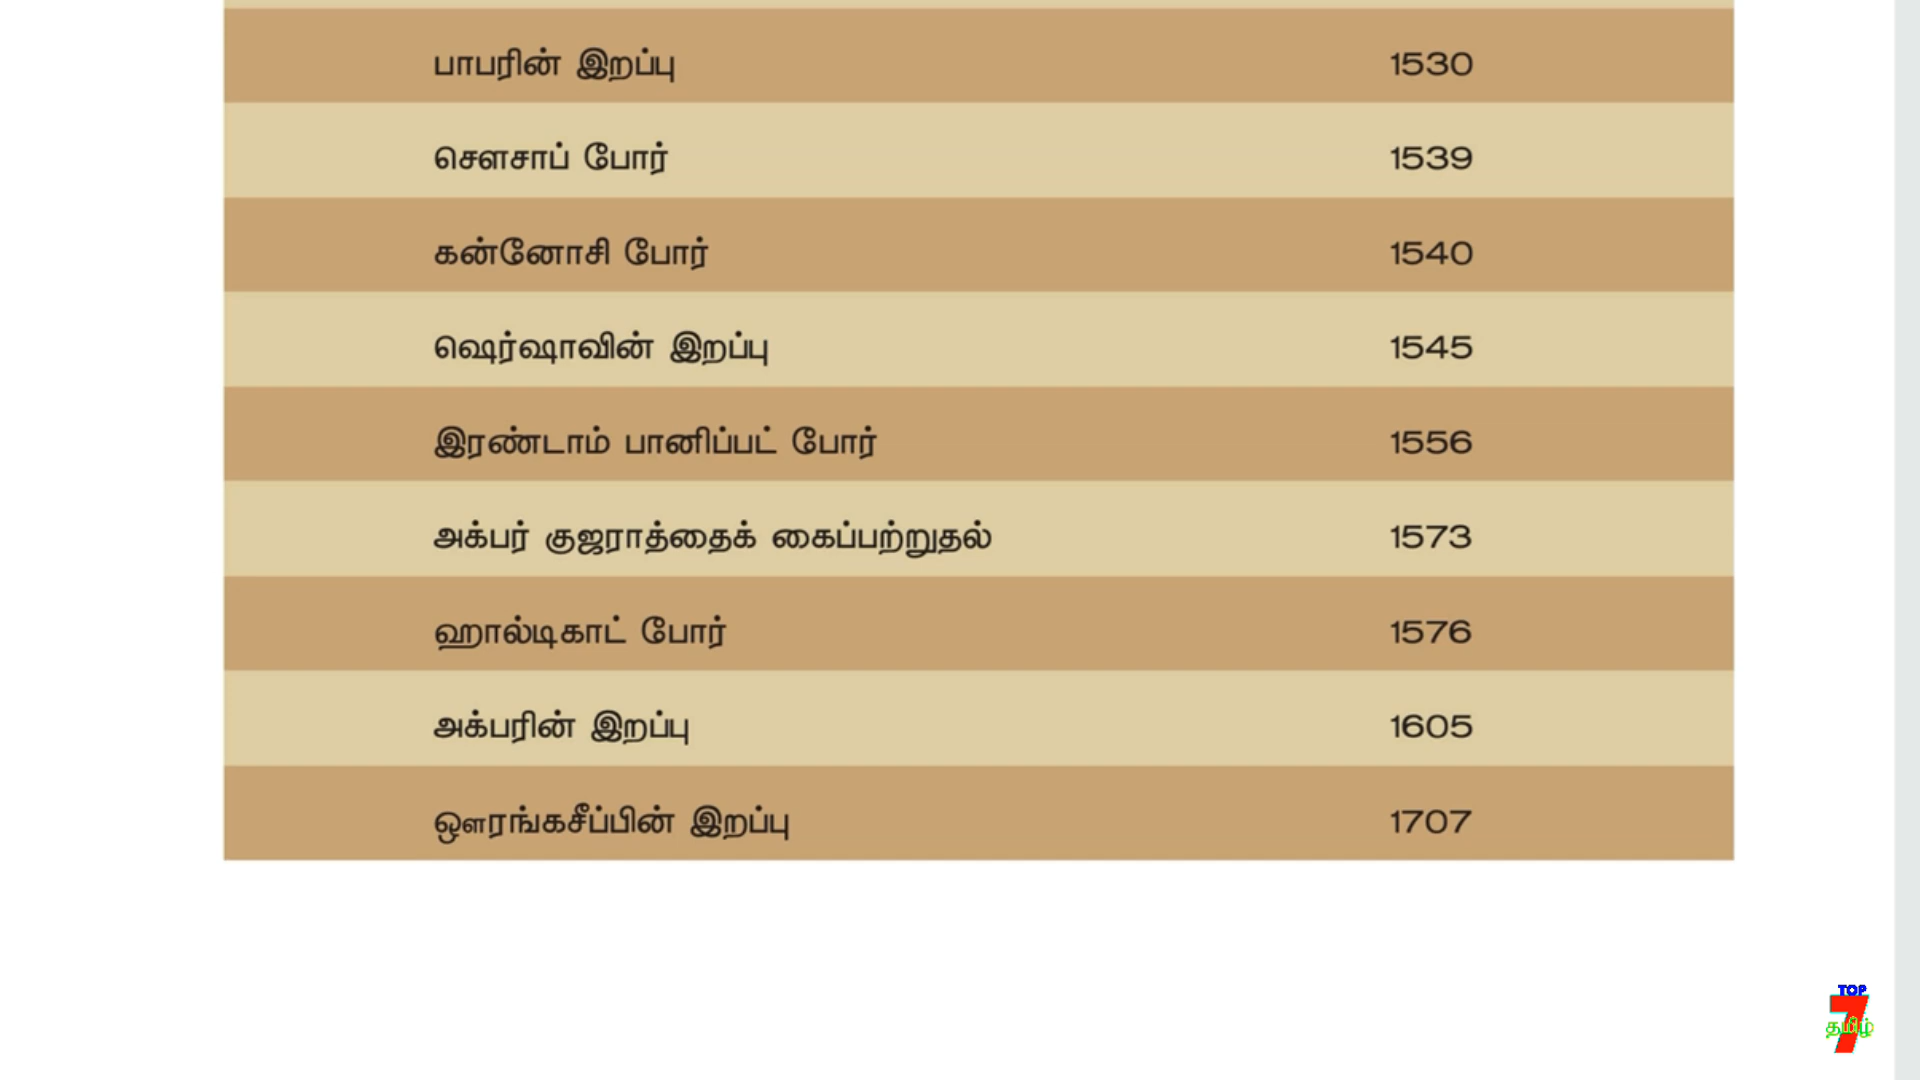 பாபரின் இறப்பு 1530
சௌசாப் போர் 1539
கன்னோசி போர் 1540
ஷெர்ஷாவின் இறப்பு 1545
இரண்டாம் பானிப்பட் போர் 1556
அக்பர் குஜராத்தைக் கைப்பற்றுதல் 1573
ஹால்டிகாட் போர் 1576
அக்பரின் இறப்பு 1605
ஔரங்கசீப்பின் இறப்பு 1707
TOP
7
தமிழ்